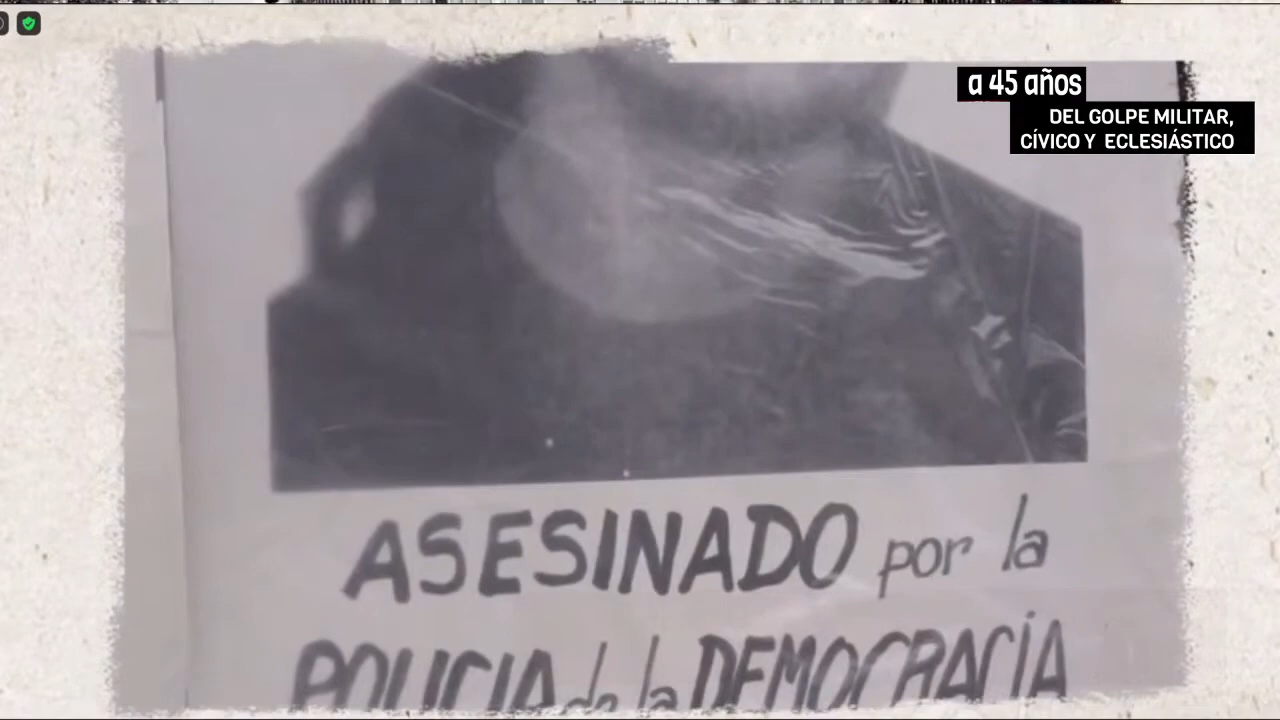 a 45 años
DEL GOLPE MILITAR,
CÍVICO Y ECLESIÁSTICO
ASESINADO por la
POLICIA de la DEMOCRACIA